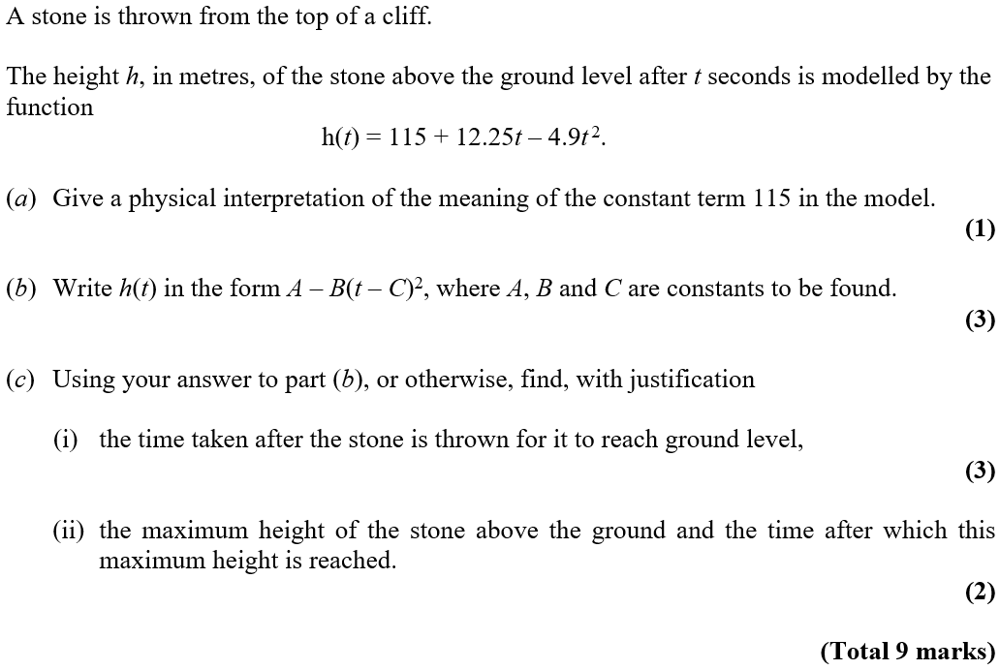 A stone is thrown from the top of a cliff.
The height h, in metres, of the stone above the ground level after t seconds is modelled by the
function
h(t) = 115 + 12.25t – 4.9t².
(a) Give a physical interpretation of the meaning of the constant term 115 in the model.
(1)
(b) Write h(t) in the form A – B(t – C)², where A, B and C are constants to be found.
(3)
(c) Using your answer to part (b), or otherwise, find, with justification
(i) the time taken after the stone is thrown for it to reach ground level,
(3)
(ii) the maximum height of the stone above the ground and the time after which this
maximum height is reached.
(2)
(Total 9 marks)